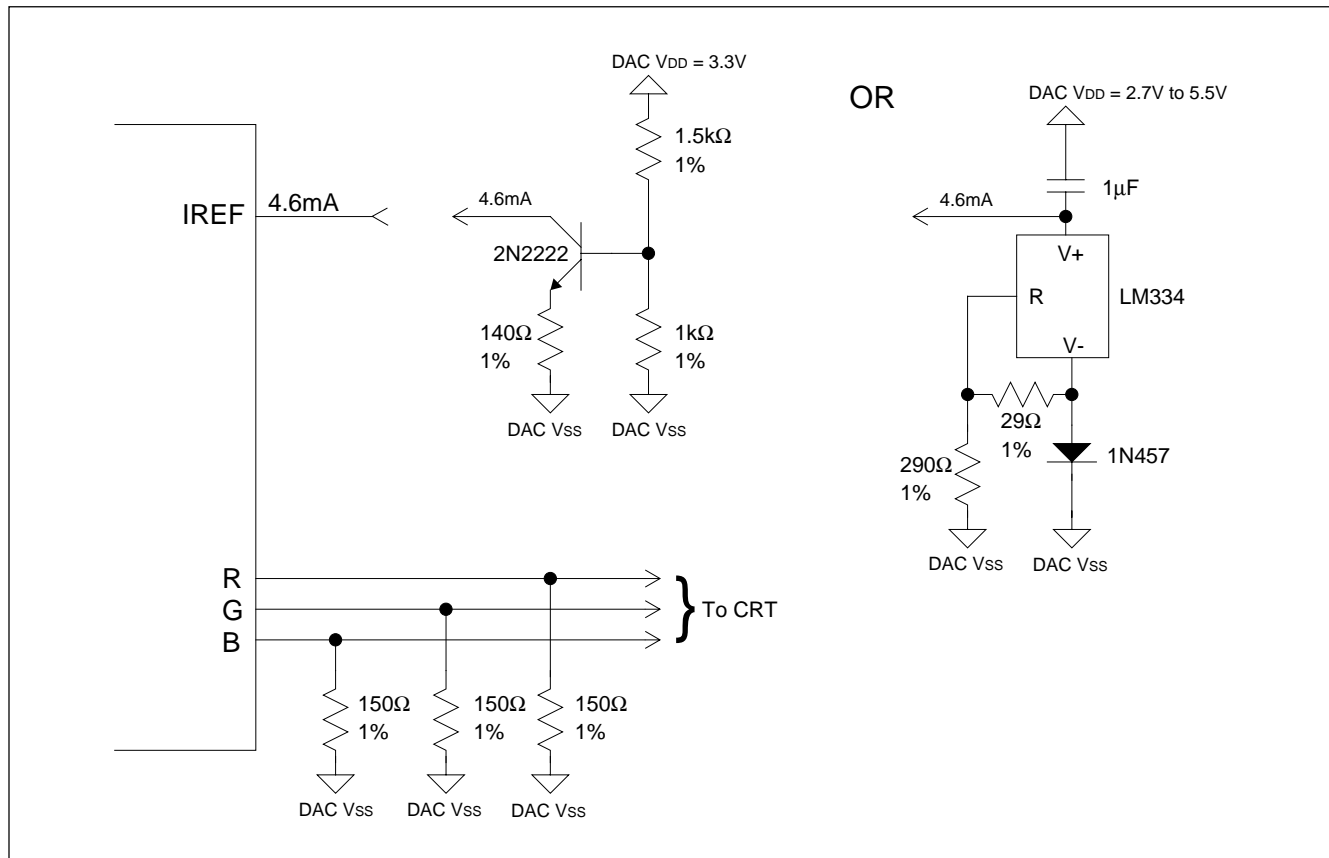 DAC VDD = 3.3V
OR
DAC VDD = 2.7V to 5.5V
1.5kΩ
1%
1µF
IREF
4.6mA
4.6mA
4.6mA
2N2222
V+
R
LM334
V-
140Ω
1%
1kΩ
1%
DAC VSS
DAC VSS
29Ω
1%
1N457
290Ω
1%
DAC VSS
DAC VSS
R
G
B
} To CRT
150Ω
1%
150Ω
1%
150Ω
1%
DAC VSS
DAC VSS
DAC VSS